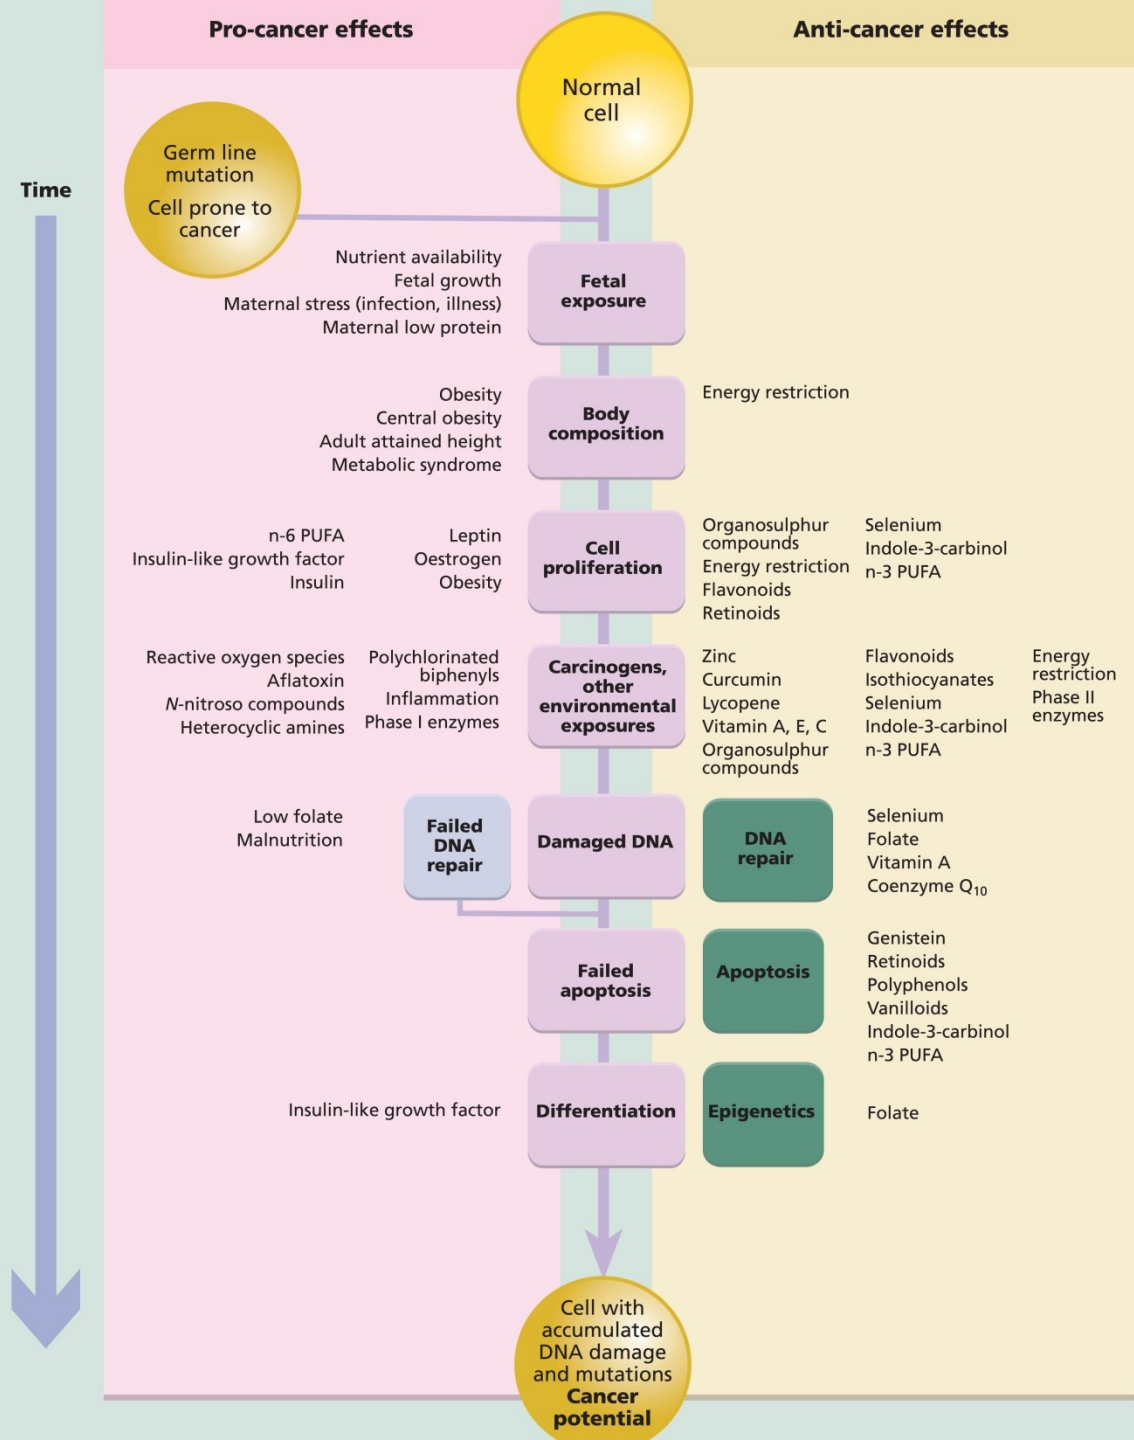 Pro-cancer effects
Anti-cancer effects
Normal
cell
Germ line
mutation
Cell prone to
cancer
Time
Nutrient availability
Fetal growth
Maternal stress (infection, illness)
Maternal low protein
Fetal
exposure
Obesity
Central obesity
Adult attained height
Metabolic syndrome
Body
composition
Energy restriction
n-6 PUFA
Insulin-like growth factor
Insulin
Leptin
Oestrogen
Obesity
Cell
proliferation
Organosulphur
compounds
Energy restriction
Flavonoids
Retinoids
Selenium
Indole-3-carbinol
n-3 PUFA
Reactive oxygen species
Aflatoxin
N-nitroso compounds
Heterocyclic amines
Polychlorinated
biphenyls
Inflammation
Phase I enzymes
Carcinogens,
other
environmental
exposures
Zinc
Curcumin
Lycopene
Vitamin A, E, C
Organosulphur
compounds
Flavonoids
Isothiocyanates
Selenium
Indole-3-carbinol
n-3 PUFA
Energy
restriction
Phase II
enzymes
Low folate
Malnutrition
Failed
DNA
repair
Damaged DNA
DNA
repair
Selenium
Folate
Vitamin A
Coenzyme Q10
Failed
apoptosis
Apoptosis
Genistein
Retinoids
Polyphenols
Vanilloids
Indole-3-carbinol
n-3 PUFA
Insulin-like growth factor
Differentiation
Epigenetics
Folate
Cell with
accumulated
DNA damage
and mutations
Cancer
potential